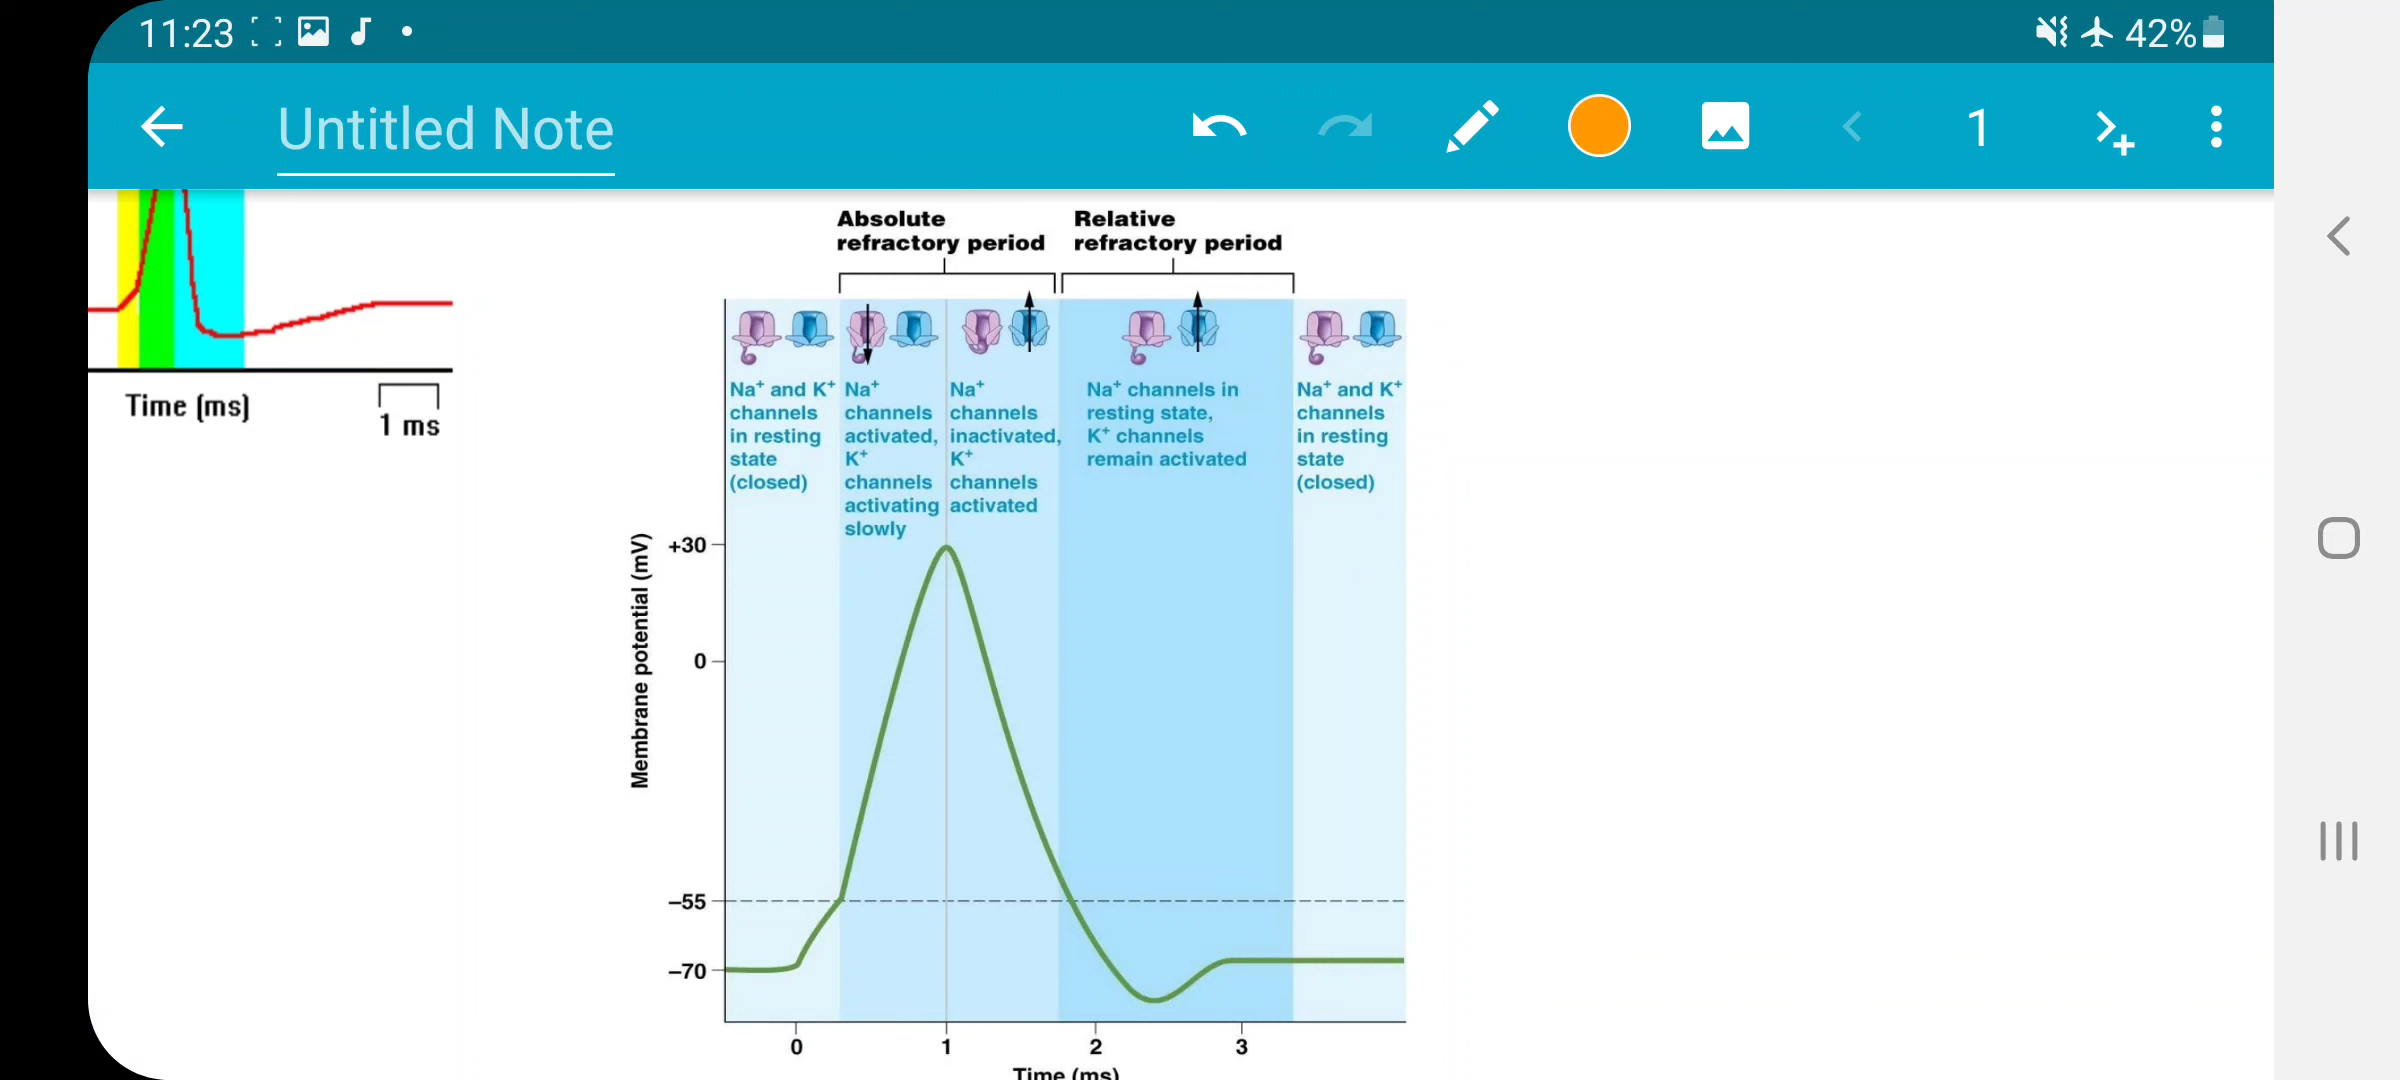 11:23
42%
Untitled Note
1
Time (ms)
1 ms
Absolute
refractory period
Relative
refractory period
Na⁺ and K⁺
channels
in resting
state
(closed)
Na⁺
channels
activated,
K⁺
channels
activating
slowly
Na⁺
channels
inactivated,
K⁺
channels
activated
Na⁺ channels in
resting state,
K⁺ channels
remain activated
Na⁺ and K⁺
channels
in resting
state
(closed)
Membrane potential (mV)
+30
0
–55
–70
0 1 2 3
Time (ms)